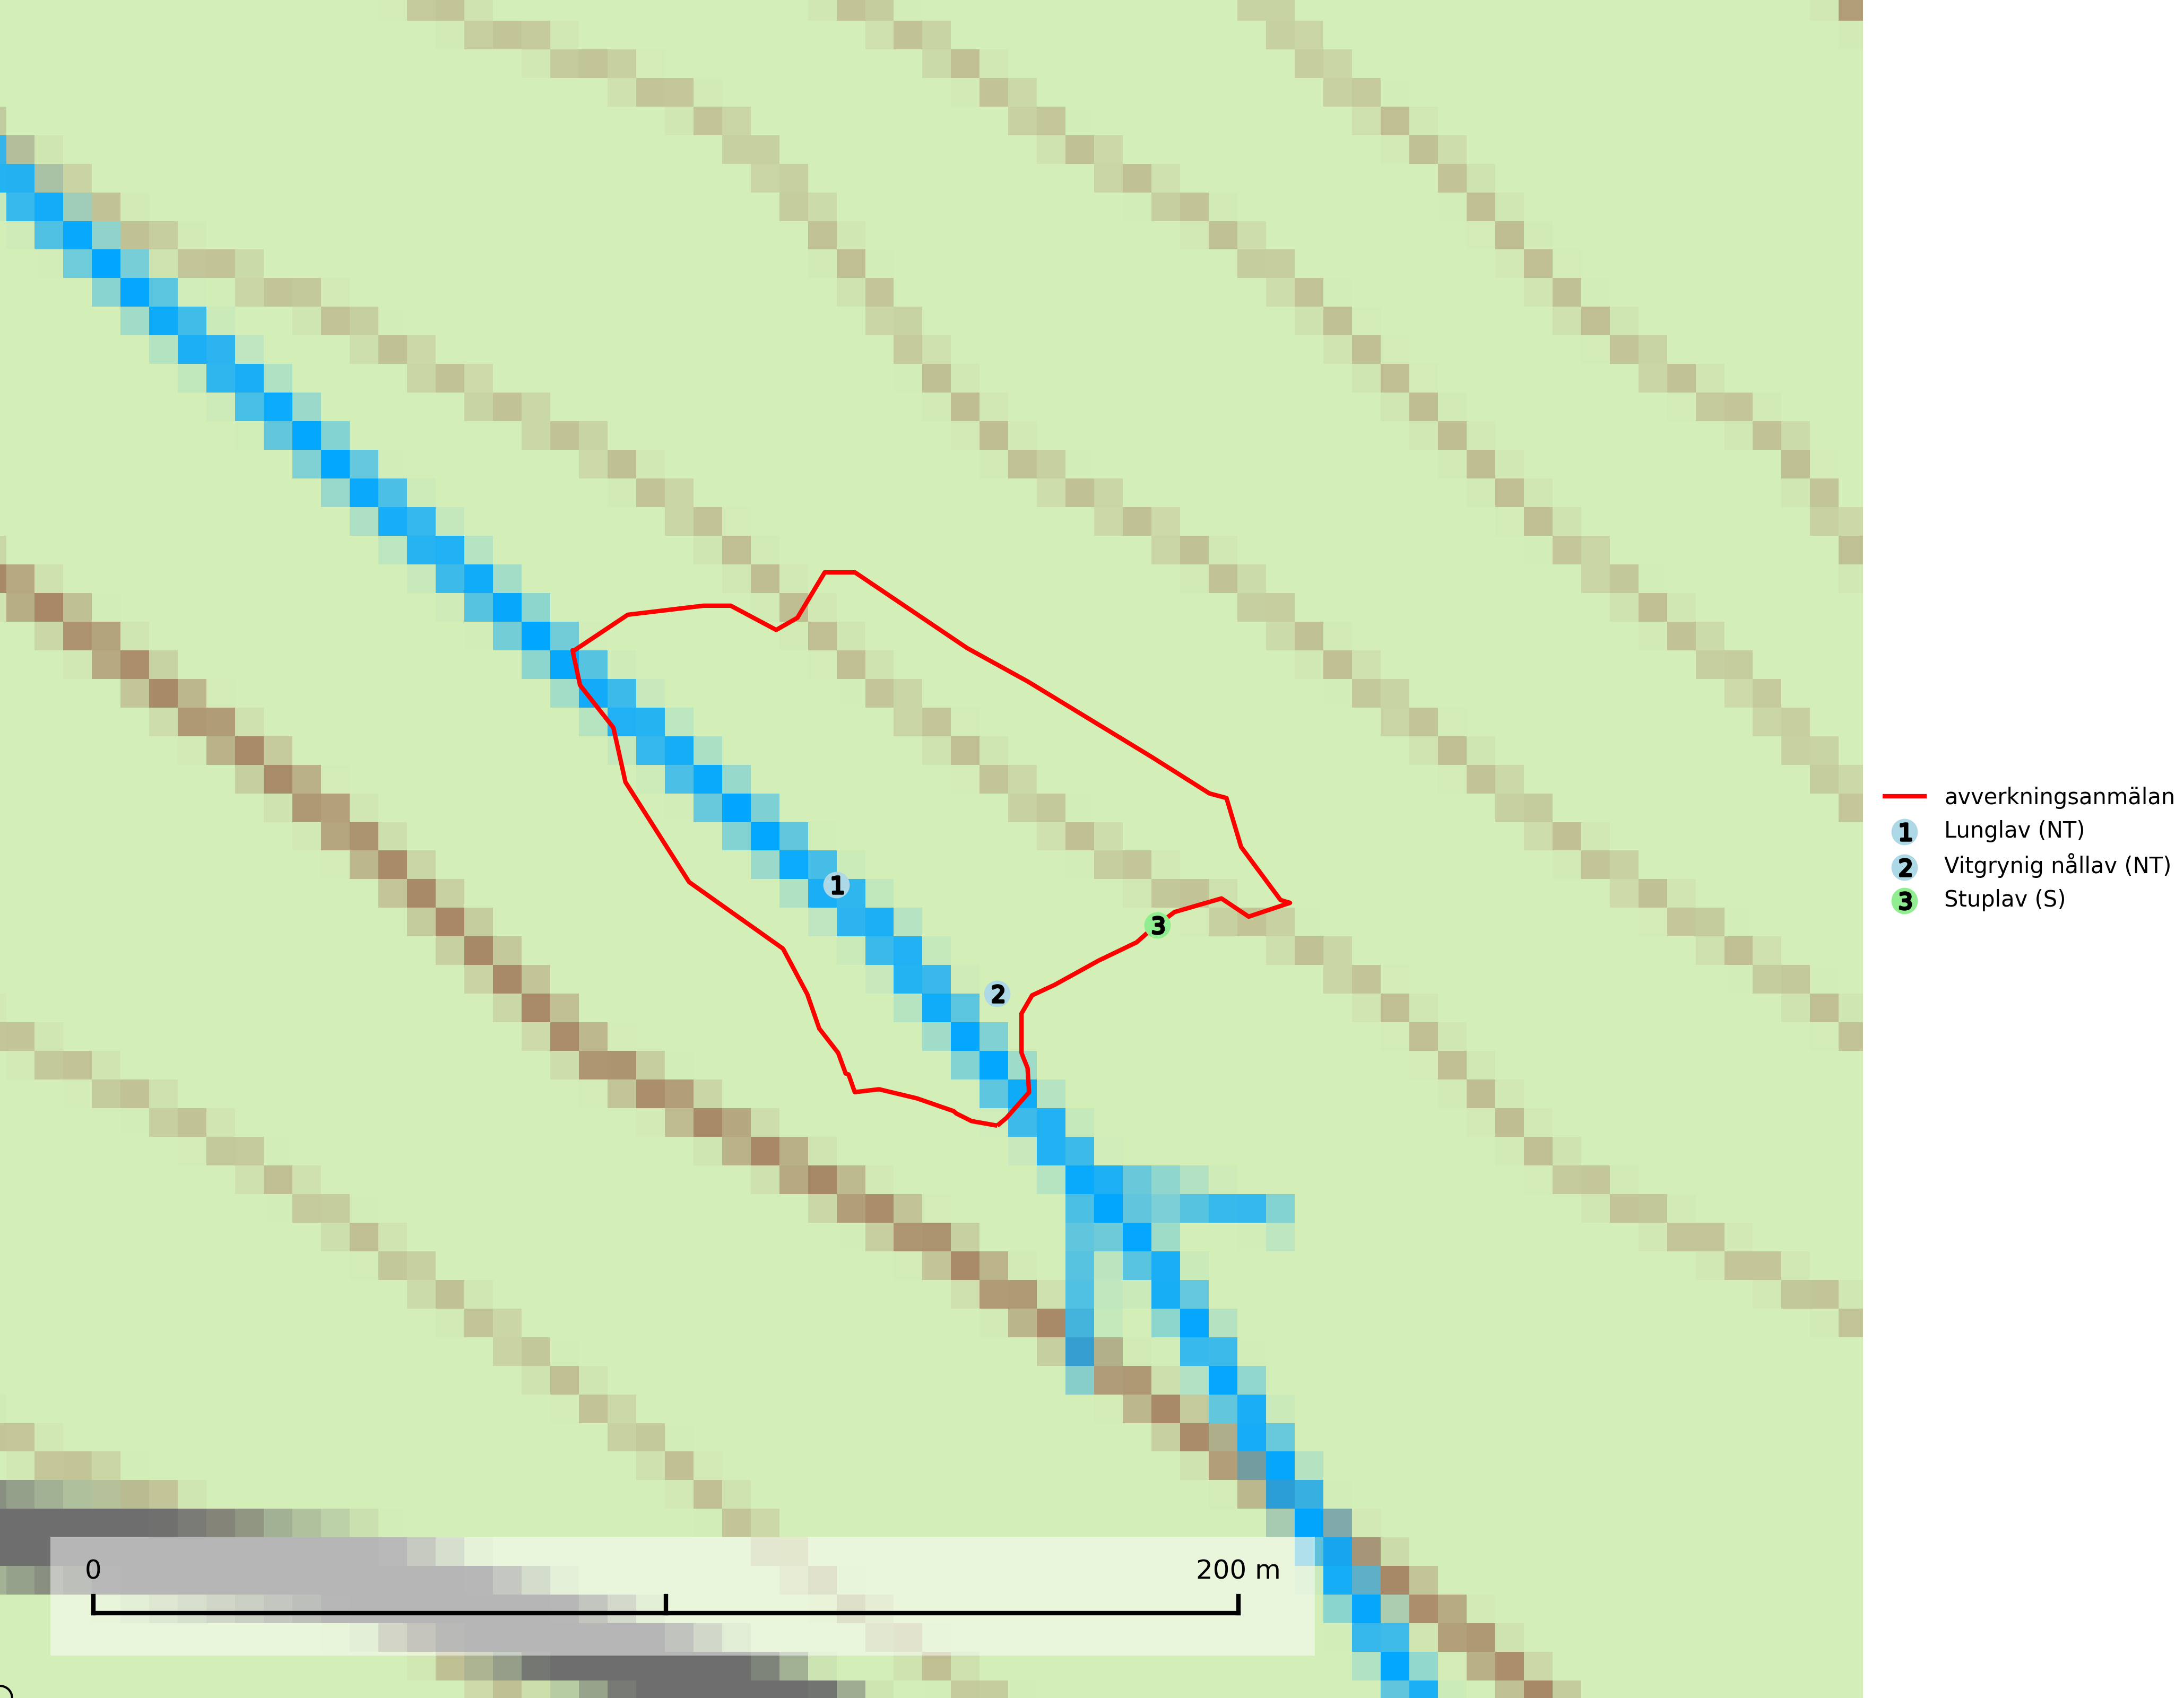 avverkningsanmälan
1 Lunglav (NT)
2 Vitgrynig nållav (NT)
3 Stuplav (S)
1
3
2
0 200 m